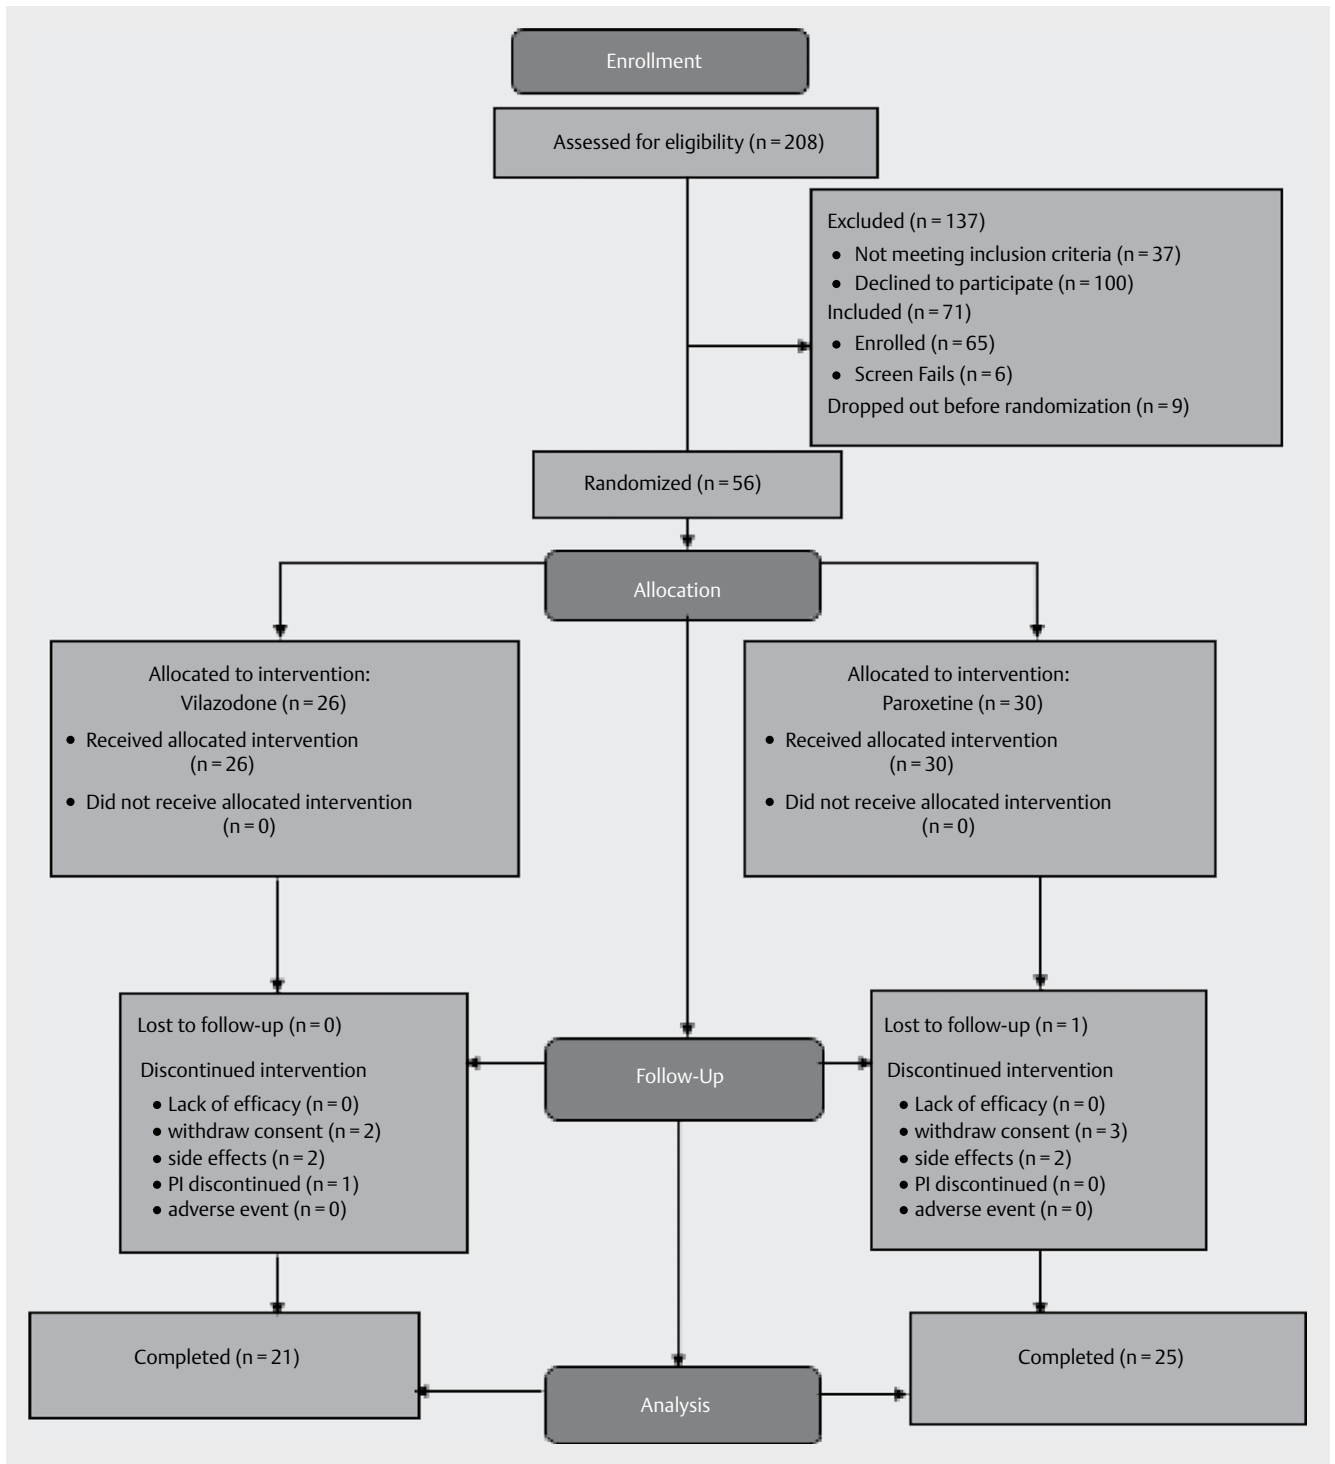 Enrollment
Assessed for eligibility (n = 208)
Excluded (n = 137)
• Not meeting inclusion criteria (n = 37)
• Declined to participate (n = 100)
Included (n = 71)
• Enrolled (n = 65)
• Screen Fails (n = 6)
Dropped out before randomization (n = 9)
Randomized (n = 56)
Allocation
Allocated to intervention:
Vilazodone (n = 26)
• Received allocated intervention
(n = 26)
• Did not receive allocated intervention
(n = 0)
Allocated to intervention:
Paroxetine (n = 30)
• Received allocated intervention
(n = 30)
• Did not receive allocated intervention
(n = 0)
Lost to follow-up (n = 0)
Discontinued intervention
• Lack of efficacy (n = 0)
• withdraw consent (n = 2)
• side effects (n = 2)
• PI discontinued (n = 1)
• adverse event (n = 0)
Follow-Up
Lost to follow-up (n = 1)
Discontinued intervention
• Lack of efficacy (n = 0)
• withdraw consent (n = 3)
• side effects (n = 2)
• PI discontinued (n = 0)
• adverse event (n = 0)
Completed (n = 21)
Analysis
Completed (n = 25)